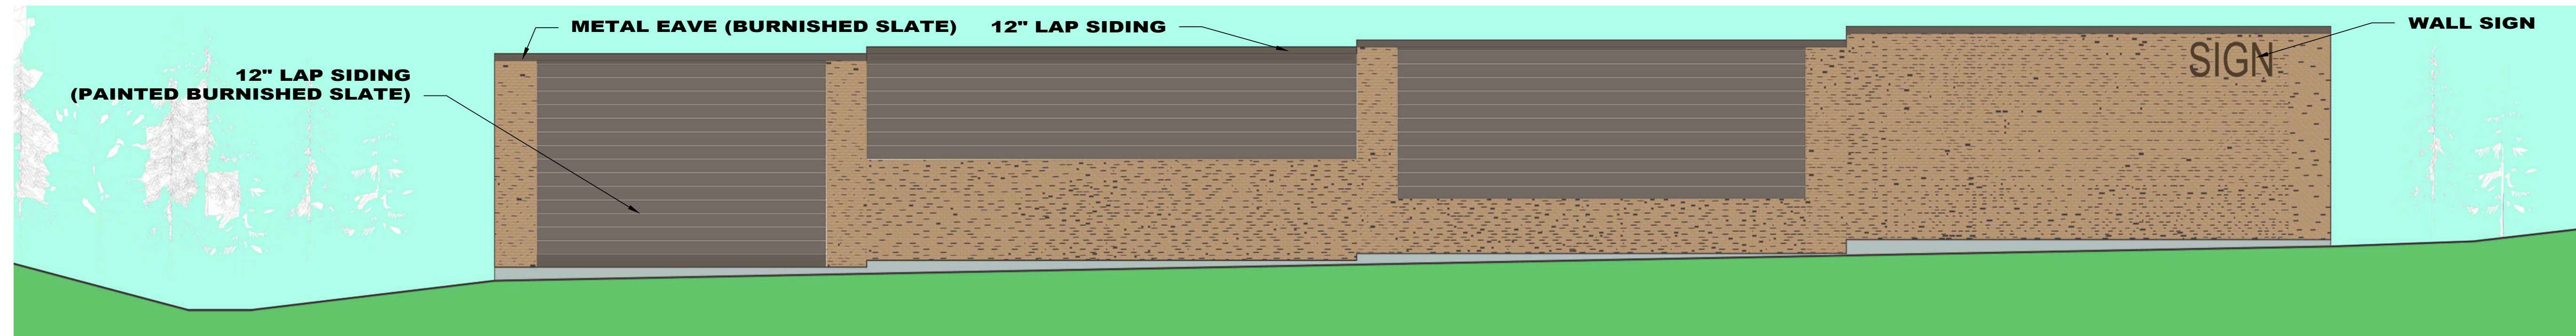 METAL EAVE (BURNISHED SLATE)
12" LAP SIDING
WALL SIGN
SIGN
12" LAP SIDING
(PAINTED BURNISHED SLATE)